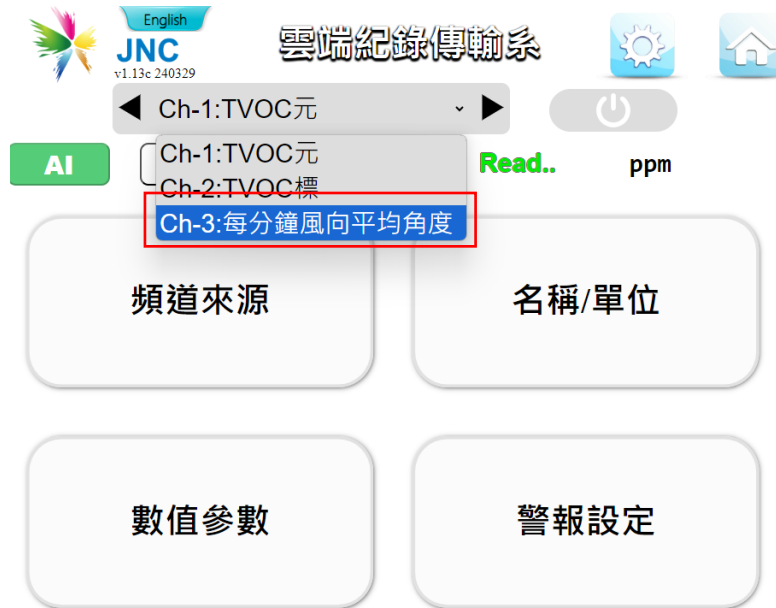 English
JNC
v1.13c 240329
雲端紀錄傳輸系
Ch-1:TVOC元
AI
Ch-1:TVOC元
Ch-2:TVOC標
Ch-3:每分鐘風向平均角度
Read..
ppm
頻道來源
名稱/單位
數值參數
警報設定